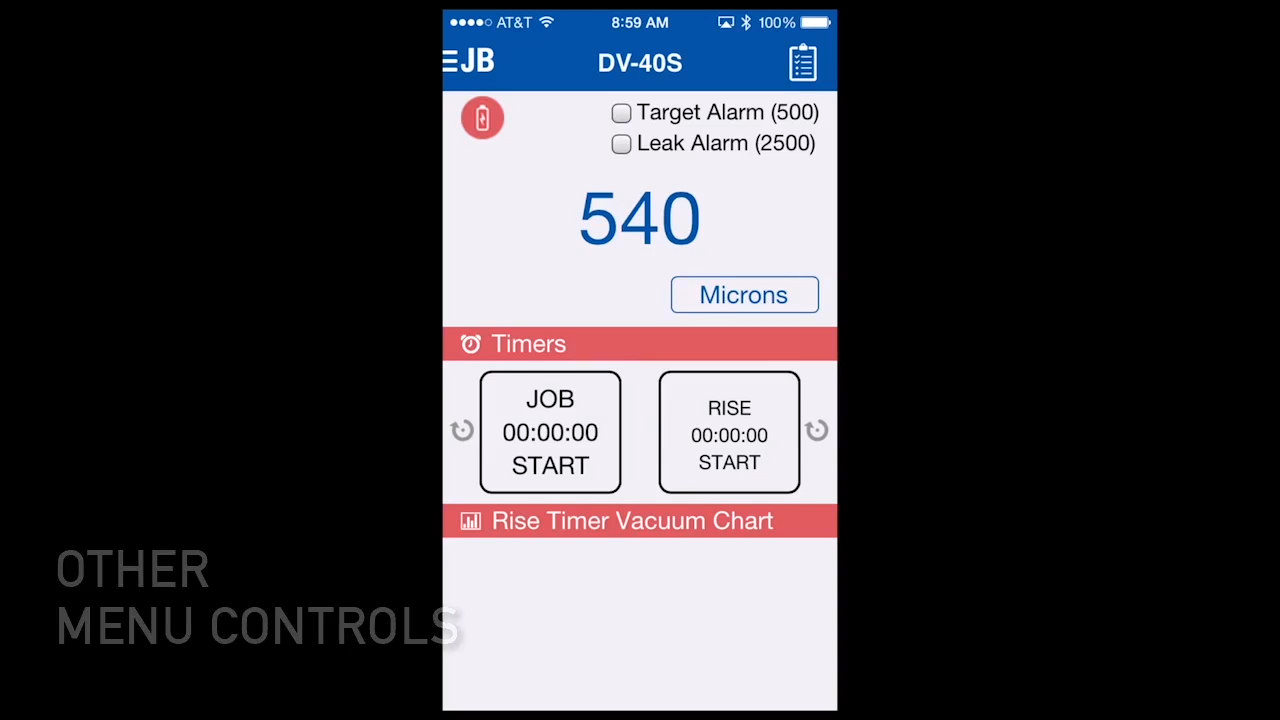 AT&T 8:59 AM 100%
JB DV-40S
Target Alarm (500)
Leak Alarm (2500)
540
Microns
Timers
JOB
00:00:00
START
RISE
00:00:00
START
Rise Timer Vacuum Chart
OTHER
MENU CONTROLS